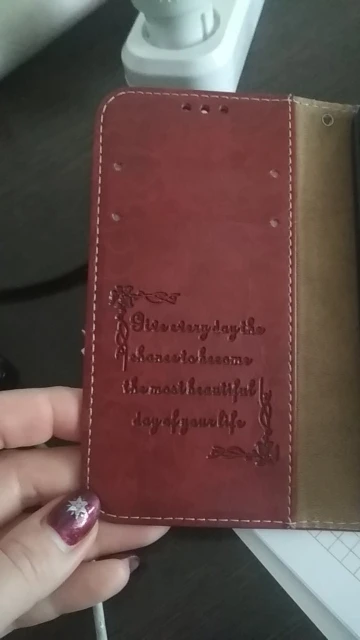 Give every day the
chance to become
the most beautiful
day of your life